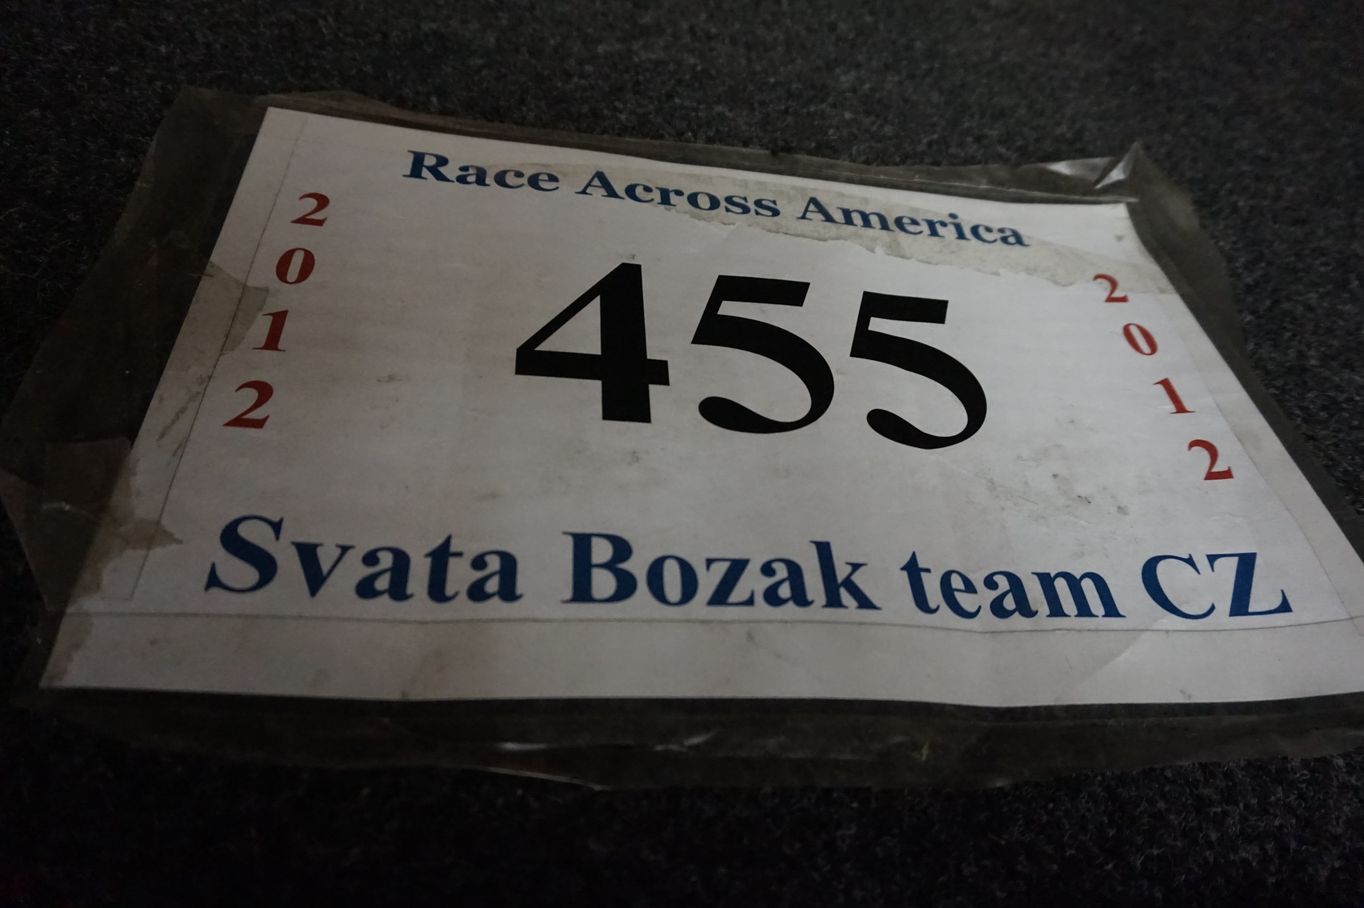 Race Across America
2012
455
2012
Svata Bozak team CZ